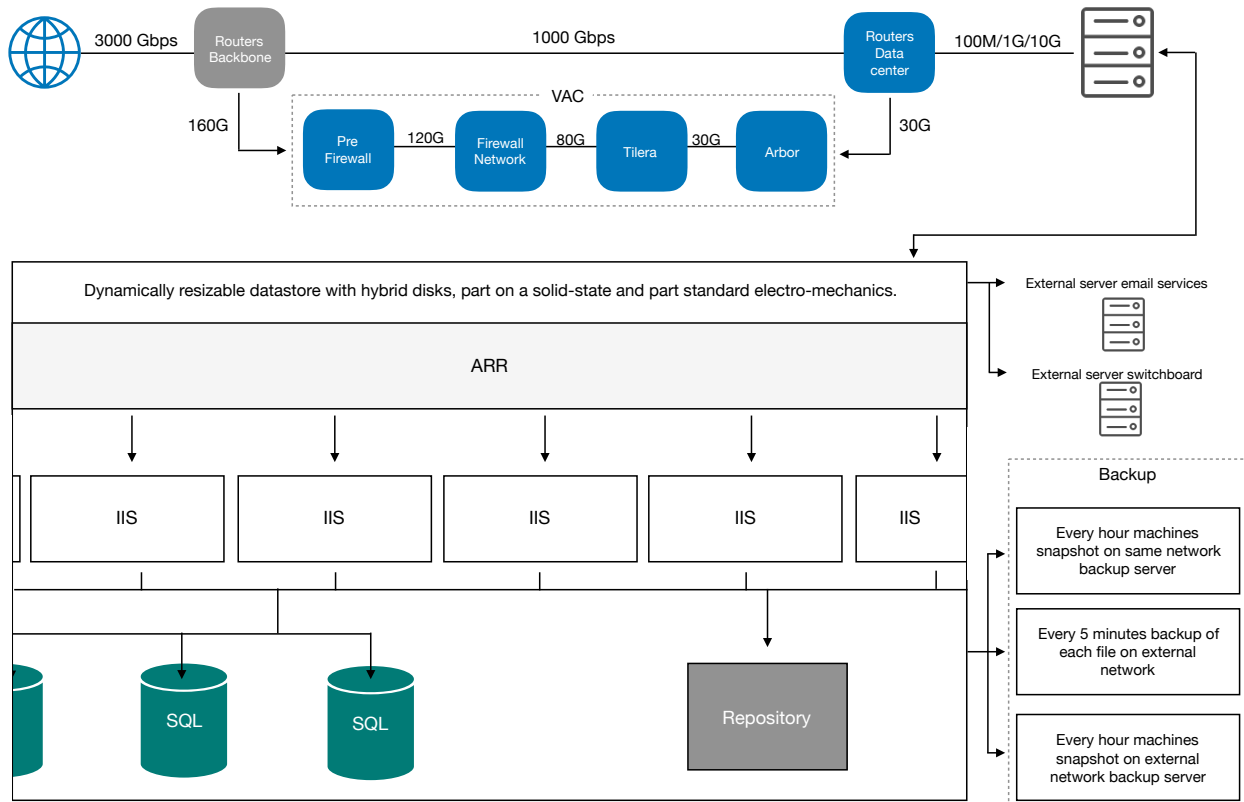 3000 Gbps
Routers
Backbone
1000 Gbps
Routers
Data
center
100M/1G/10G
VAC
160G
Pre
Firewall
120G
Firewall
Network
80G
Tilera
30G
Arbor
30G
Dynamically resizable datastore with hybrid disks, part on a solid-state and part standard electro-mechanics.
External server email services
ARR
External server switchboard
IIS
IIS
IIS
IIS
IIS
Backup
Every hour machines
snapshot on same network
backup server
Every 5 minutes backup of
each file on external
network
Every hour machines
snapshot on external
network backup server
SQL
SQL
Repository